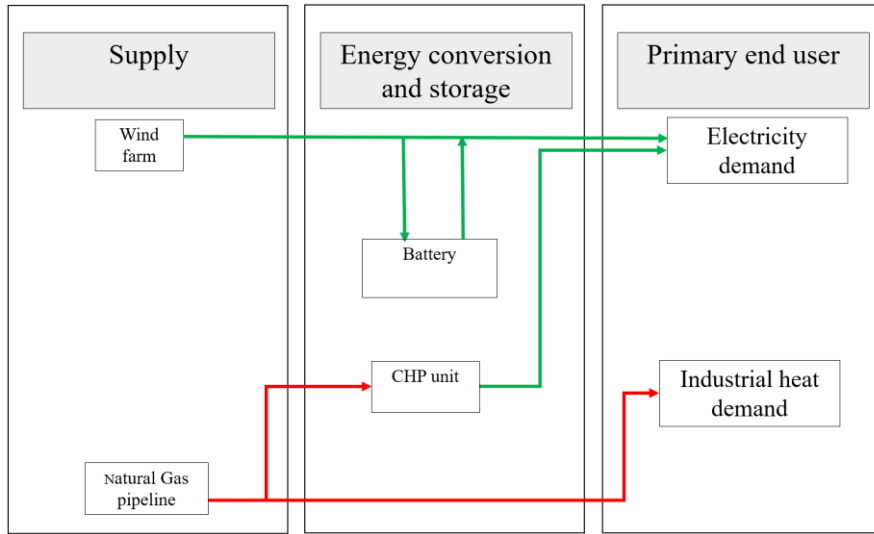 Supply
Energy conversion
and storage
Primary end user
Wind
farm
Electricity
demand
Battery
CHP unit
Industrial heat
demand
Natural Gas
pipeline